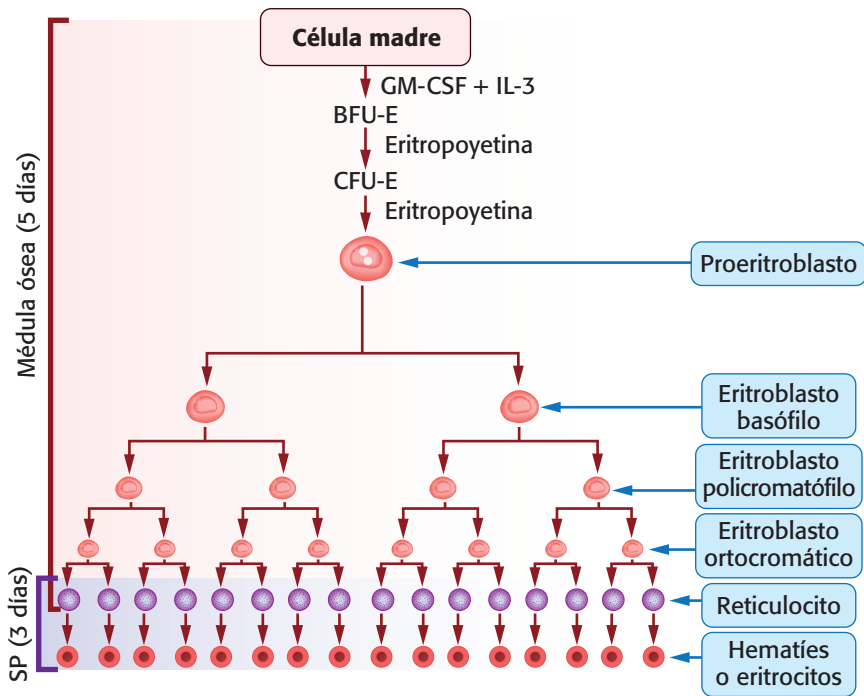 Célula madre
GM-CSF + IL-3
BFU-E
Eritropoyetina
CFU-E
Eritropoyetina
Proeritroblasto
Médula ósea (5 días)
Eritroblasto
basófilo
Eritroblasto
policromatófilo
Eritroblasto
ortocromático
SP (3 días)
Reticulocito
Hematíes
o eritrocitos